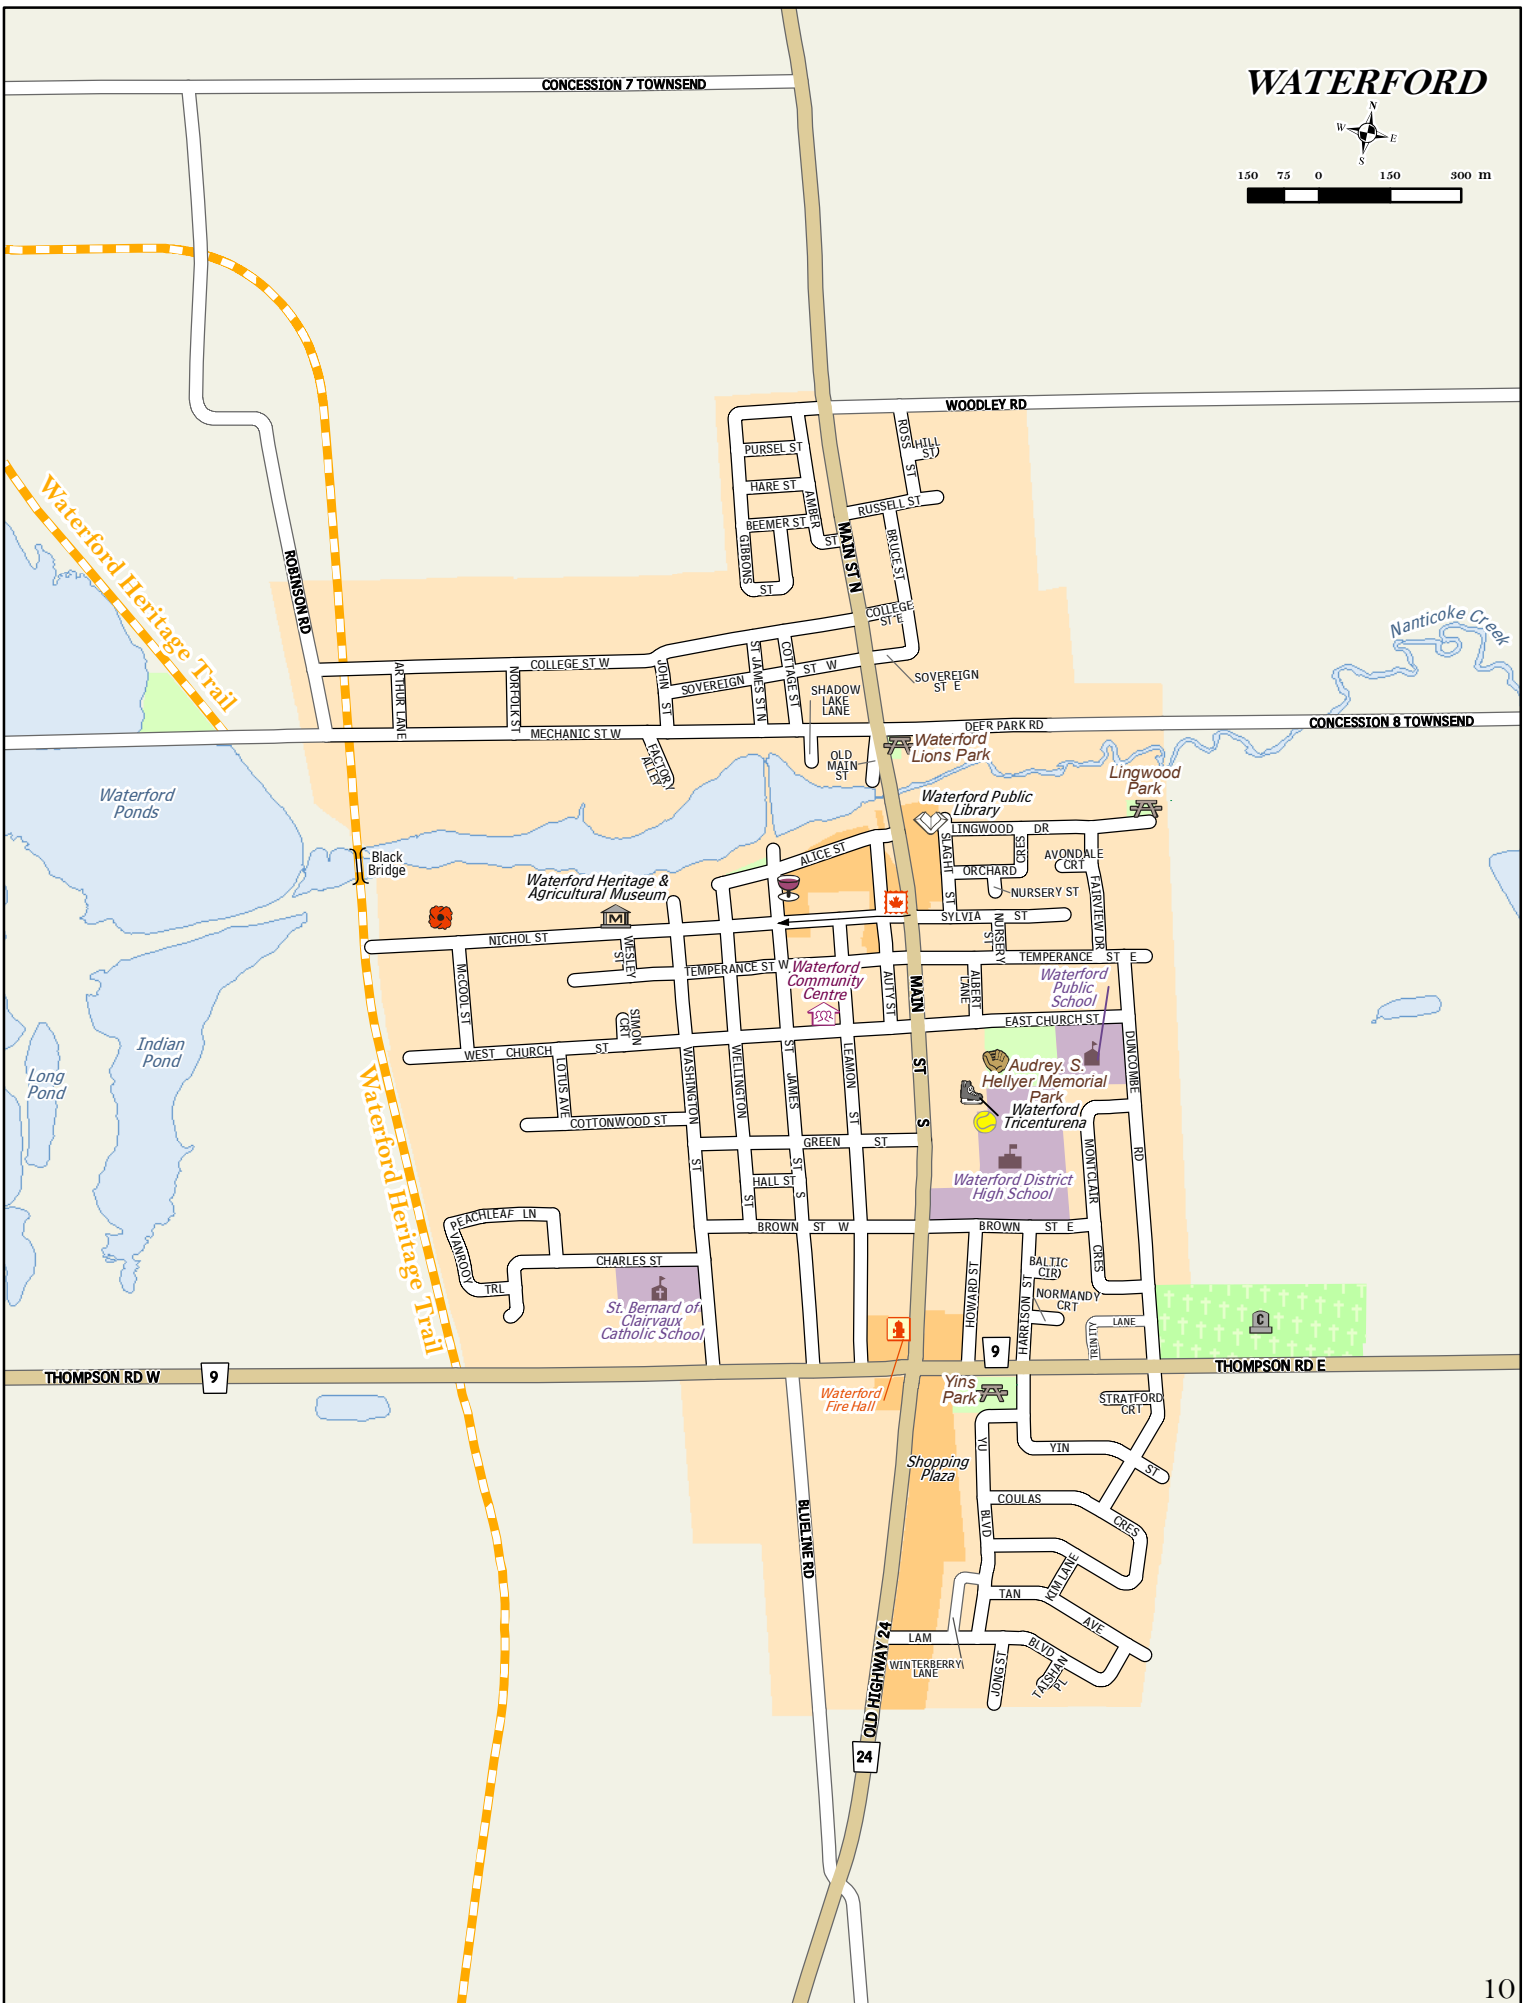 CONCESSION 7 TOWNSEND
WATERFORD
N
W
E
S
150 75 0 150 300 m
WOODLEY RD
ROSS ST
HILL
ST
PURSEL ST
HARE ST
AMBER
ST
BEEMER ST
GIBBONS
ST
RUSSELL ST
MAIN ST N
BRUCE ST
ROBINSON RD
Waterford Heritage Trail
COLLEGE
ST E
COLLEGE ST W
ARTHUR LANE
NORFOLK ST
JOHN ST
SOVEREIGN ST W
ST JAMES ST N
COTTAGE ST
SHADOW
LAKE
LANE
SOVEREIGN
ST E
Nanticoke Creek
MECHANIC ST W
FACTORY
ALLEY
OLD
MAIN
ST
DEER PARK RD
CONCESSION 8 TOWNSEND
Waterford
Lions Park
Lingwood
Park
Waterford
Ponds
Waterford Public
Library
LINGWOOD DR
SLAGHT ST
CRES
ORCHARD
AVONDALE
CRT
NURSERY ST
FAIRVIEW DR
Black
Bridge
ALICE ST
Waterford Heritage &
Agricultural Museum
M
NICHOL ST
WESLEY
ST
SYLVIA ST
NURSERY
ST
McCOOL ST
TEMPERANCE ST W
TEMPERANCE ST E
Waterford
Community
Centre
AUTY ST
ALBERT
LANE
MAIN ST S
Waterford
Public
School
SIMON
CRT
EAST CHURCH ST
WEST CHURCH ST
Indian
Pond
Long
Pond
LOTUS AVE
WASHINGTON ST
WELLINGTON ST
ST JAMES ST S
LEAMON ST
DUNCOMBE RD
Audrey. S.
Hellyer Memorial
Park
Waterford
Tricenturena
COTTONWOOD ST
GREEN ST
MONTCLAIR CRES
HALL ST
Waterford District
High School
Waterford Heritage Trail
PEACHLEAF LN
VANROOY
TRL
BROWN ST W
BROWN ST E
CHARLES ST
BALTIC
CIR
HOWARD ST
HARRISON ST
NORMANDY
CRT
St. Bernard of
Clairvaux
Catholic School
TRINITY
LANE
C
9
THOMPSON RD W
9
THOMPSON RD E
Waterford
Fire Hall
Yins
Park
STRATFORD
CRT
YU BLVD
YIN ST
Shopping
Plaza
COULAS CRES
BLUELINE RD
KIM LANE
TAN AVE
LAM BLVD
WINTERBERRY
LANE
JONG ST
TAISHAN
PL
OLD HIGHWAY 24
24
10